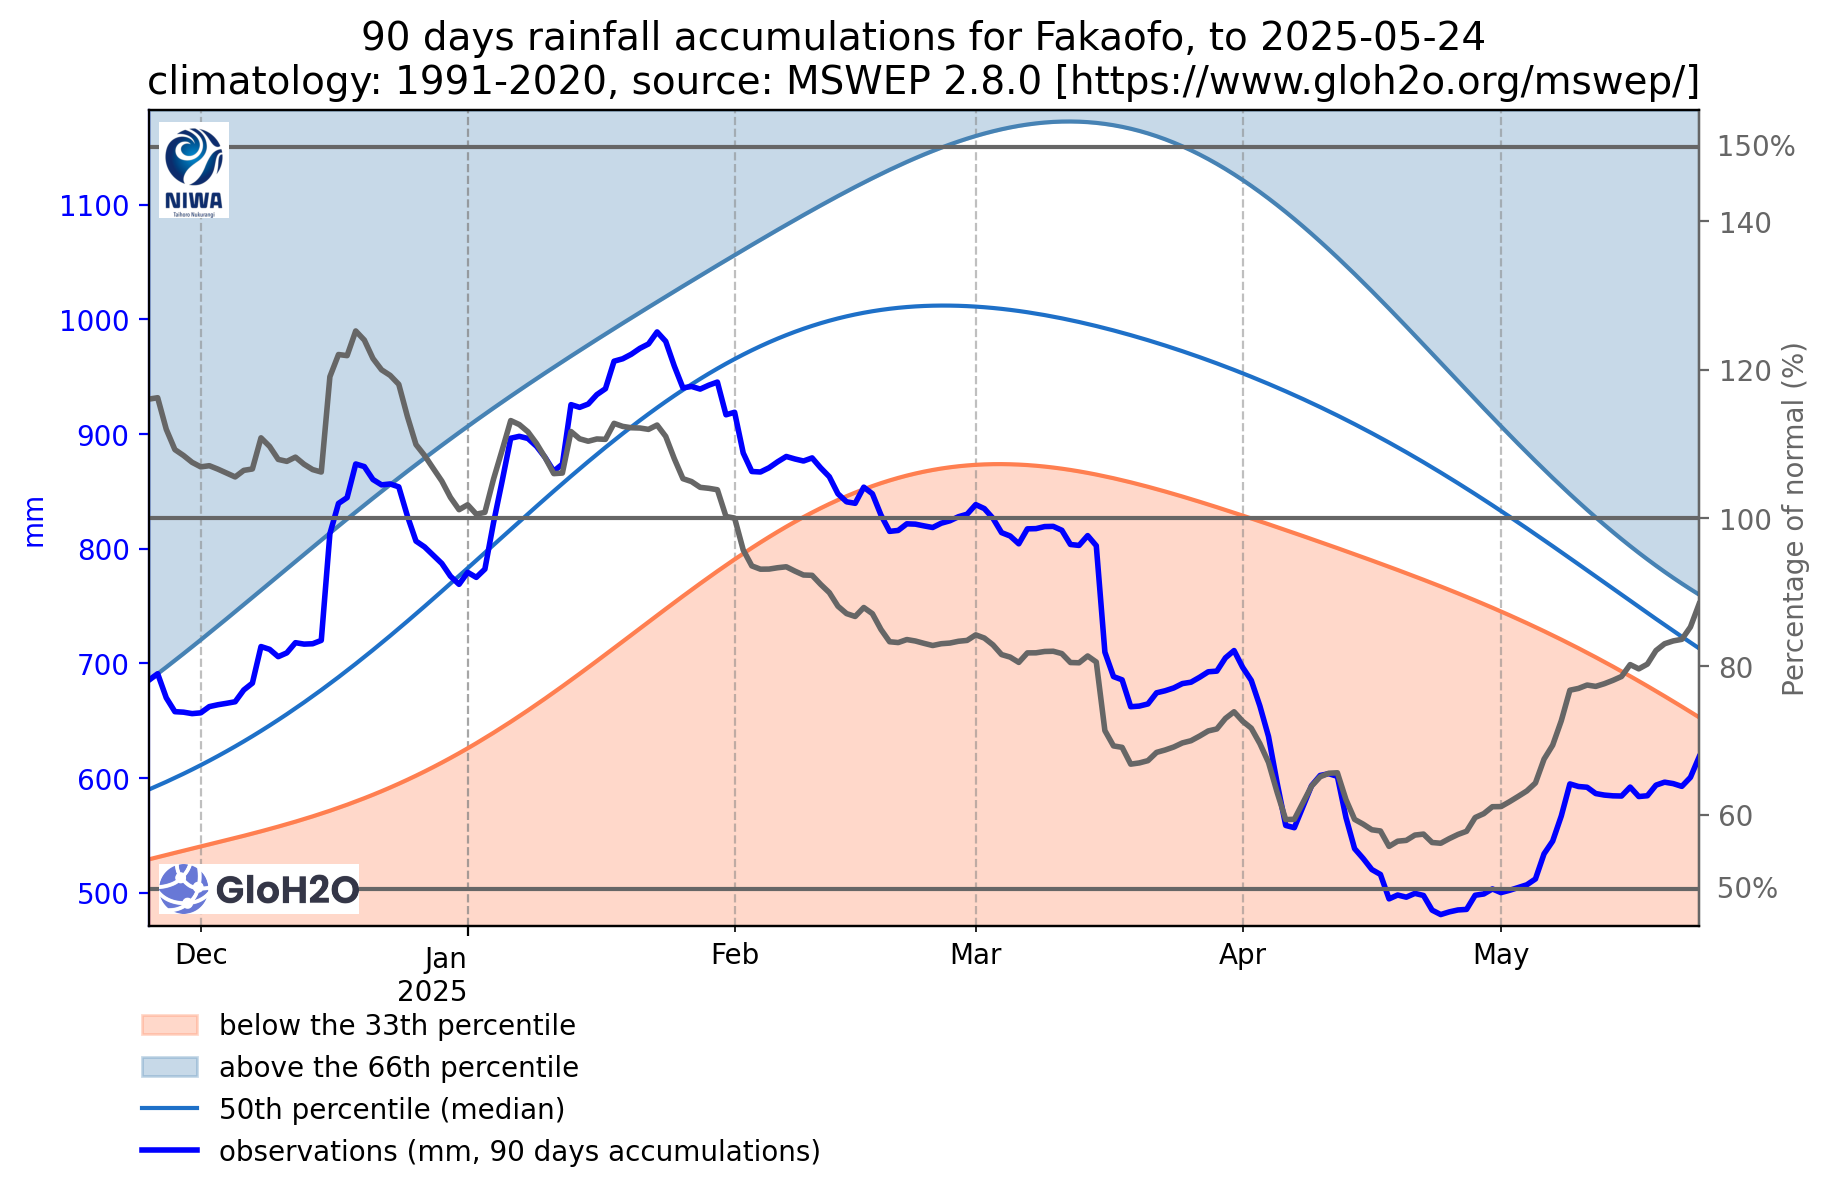 90 days rainfall accumulations for Fakaofo, to 2025-05-24
climatology: 1991-2020, source: MSWEP 2.8.0 [https://www.gloh2o.org/mswep/]
NIWA
Taihoro Nukurangi
1100
1000
900
800
700
600
500
mm
150%
140
120
100
80
60
50%
Percentage of normal (%)
GloH2O
Dec
Jan
2025
Feb
Mar
Apr
May
below the 33th percentile
above the 66th percentile
50th percentile (median)
observations (mm, 90 days accumulations)